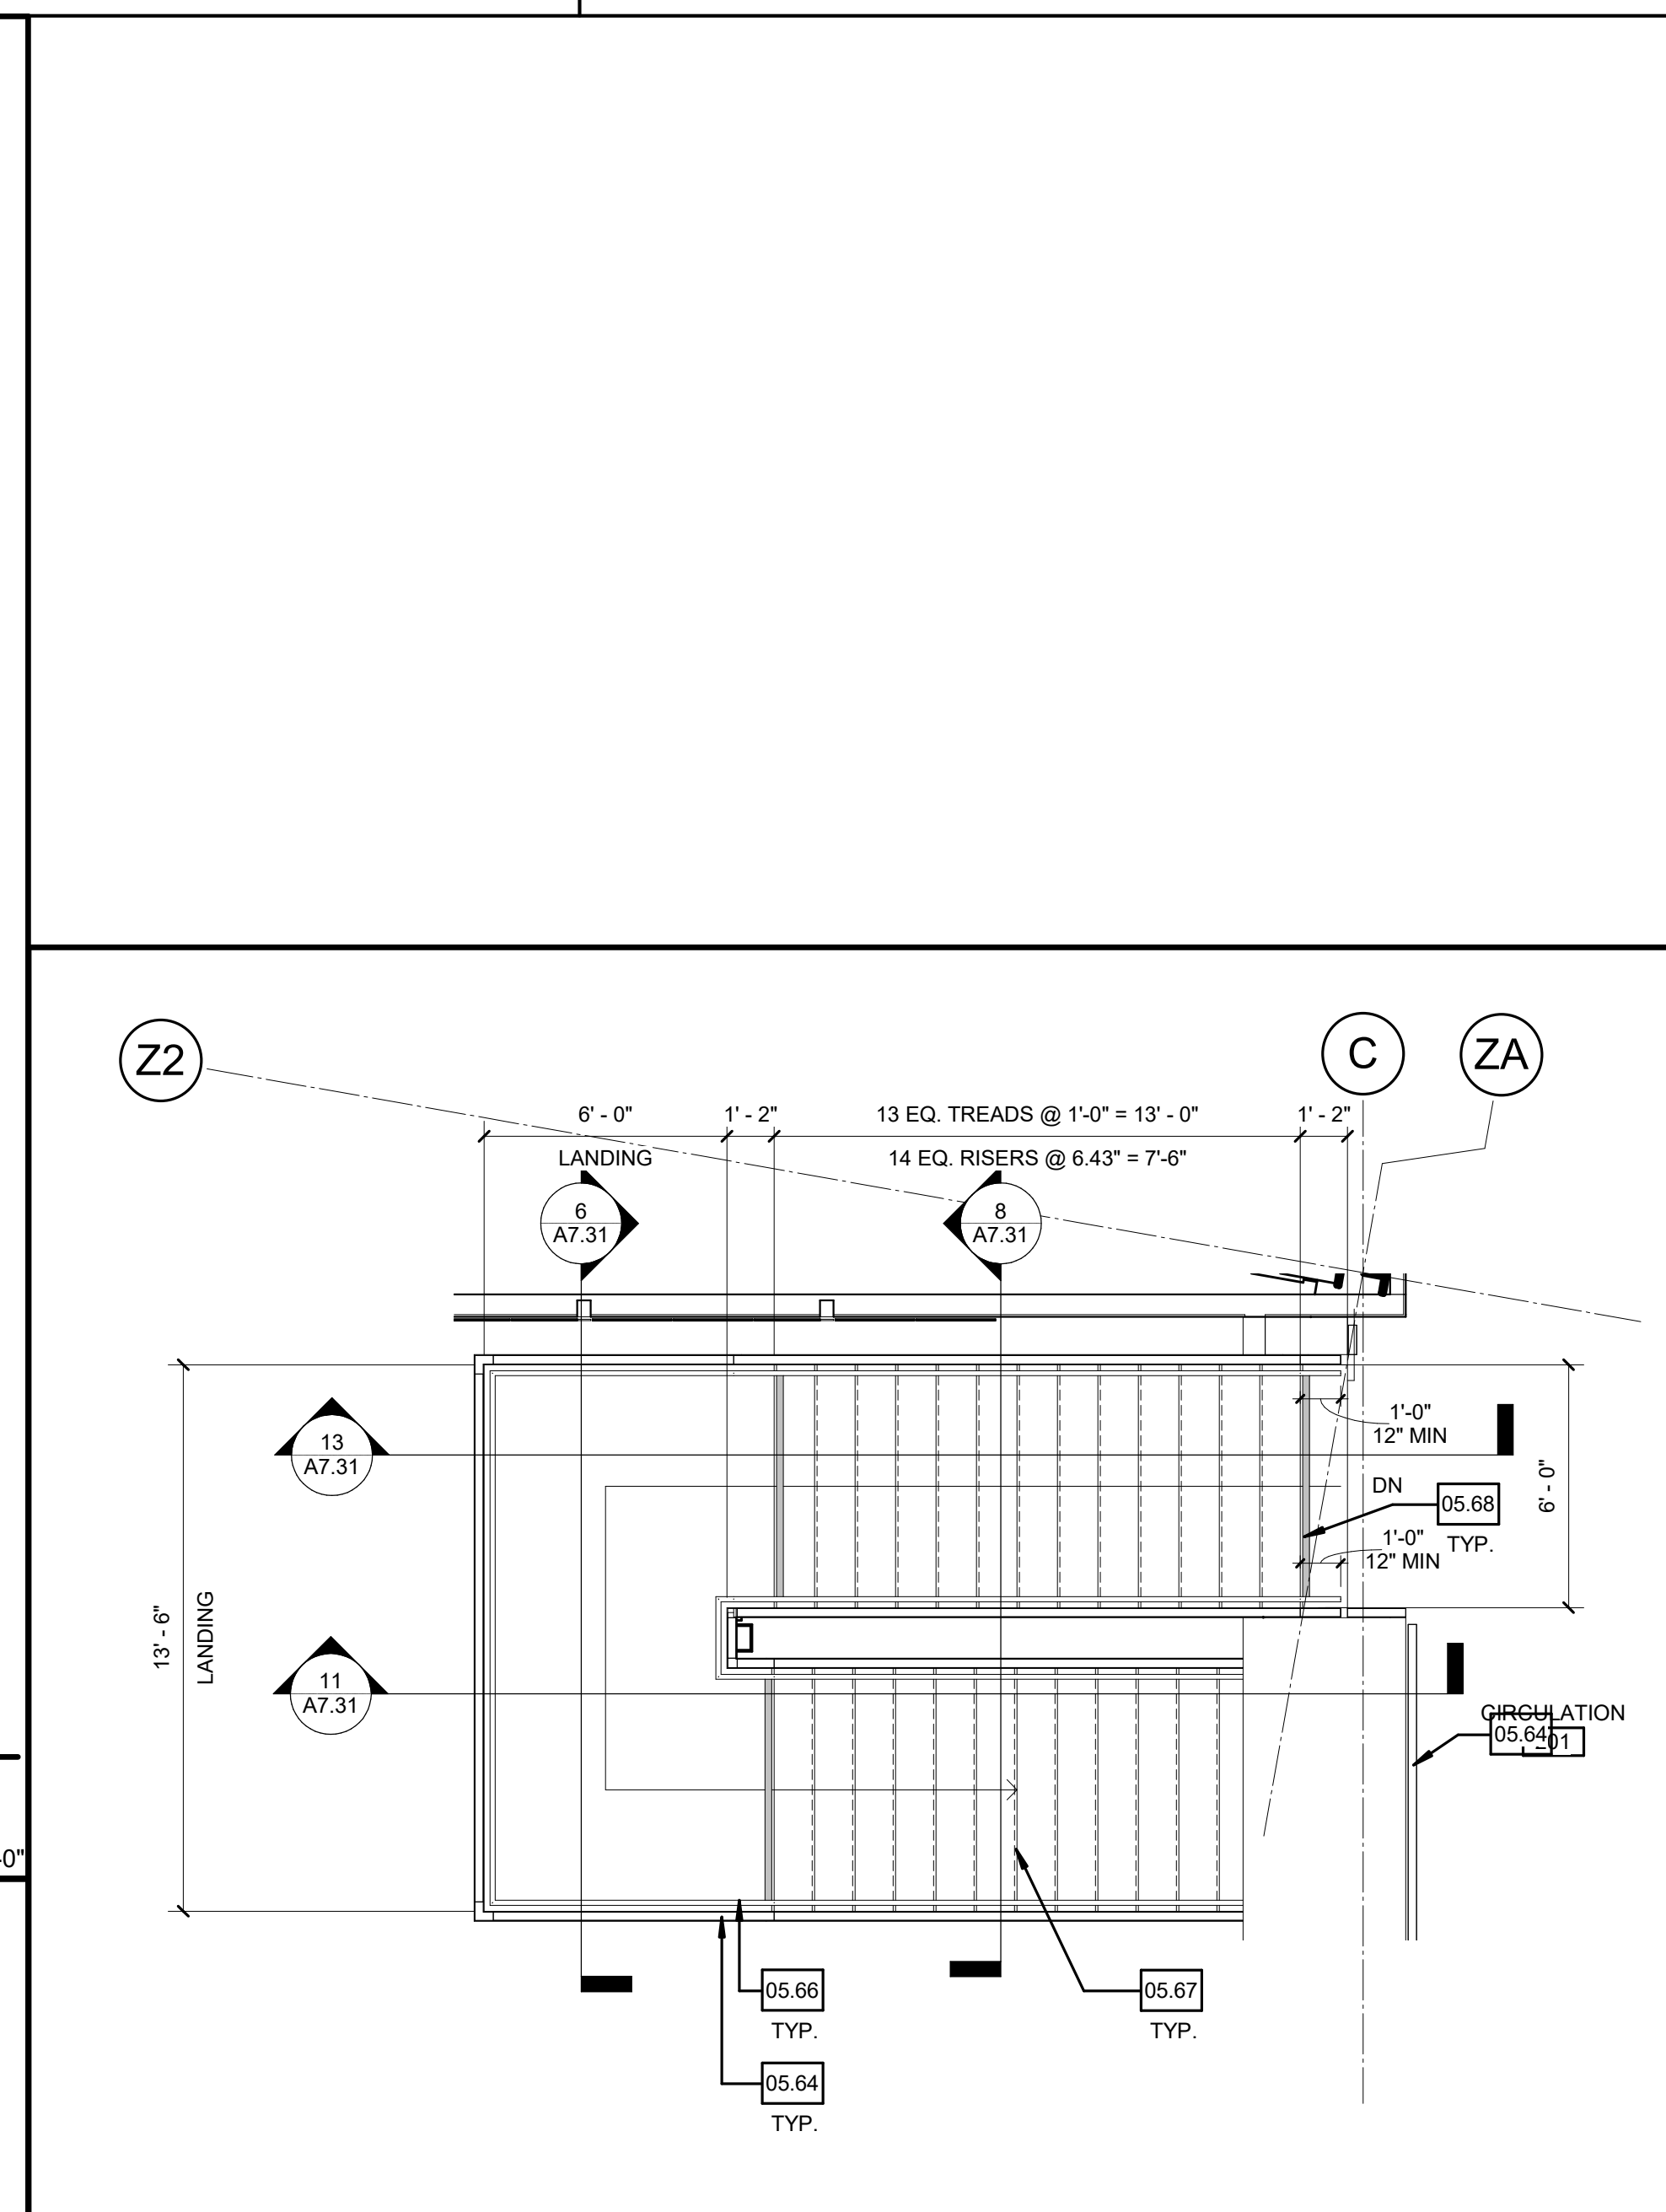 Z2
C
ZA
6' - 0"
1' - 2"
13 EQ. TREADS @ 1'-0" = 13' - 0"
1' - 2"
LANDING
14 EQ. RISERS @ 6.43" = 7'-6"
6
A7.31
8
A7.31
1'-0"
12" MIN
13
A7.31
DN
05.68
TYP.
6' - 0"
1'-0"
12" MIN
13' - 6"
LANDING
11
A7.31
CIRCULATION
05.64
01
-0"
05.66
TYP.
05.67
TYP.
05.64
TYP.